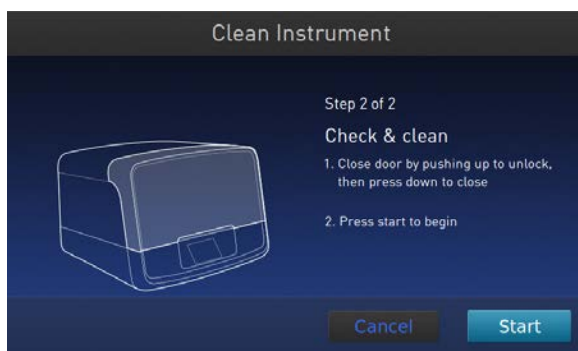 Clean Instrument
Step 2 of 2
Check & clean
1. Close door by pushing up to unlock,
then press down to close
2. Press start to begin
Cancel
Start